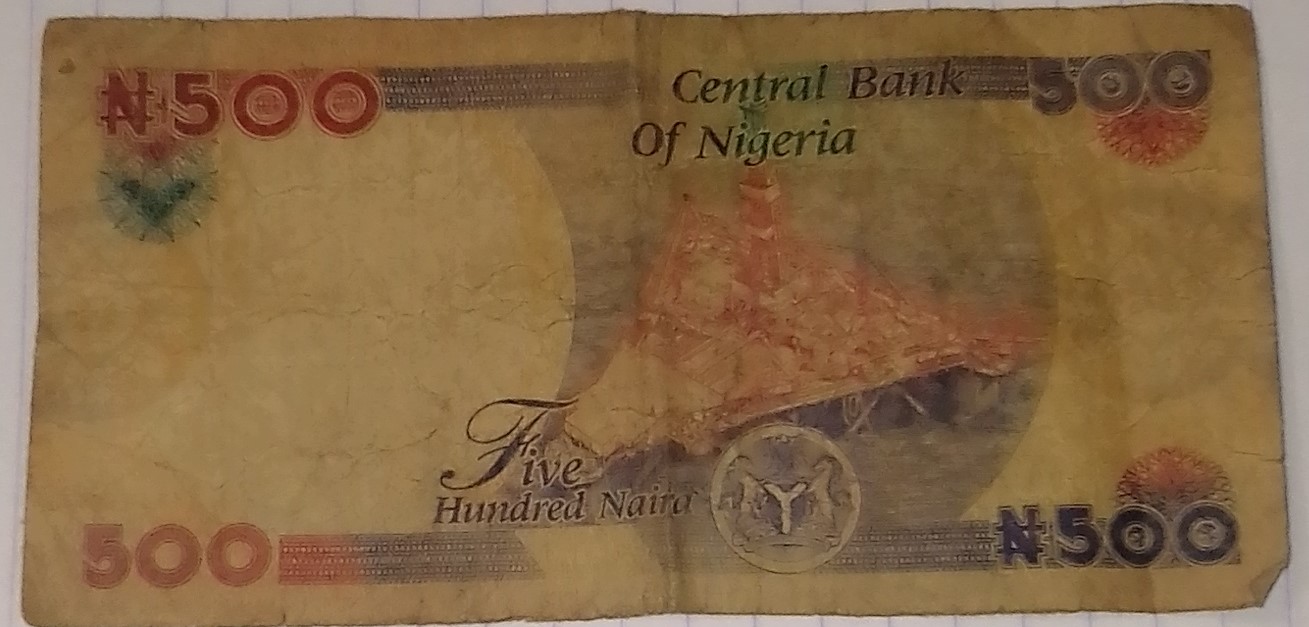 ₦500
Central Bank
500
Of Nigeria
Five
Hundred Naira
500
₦500